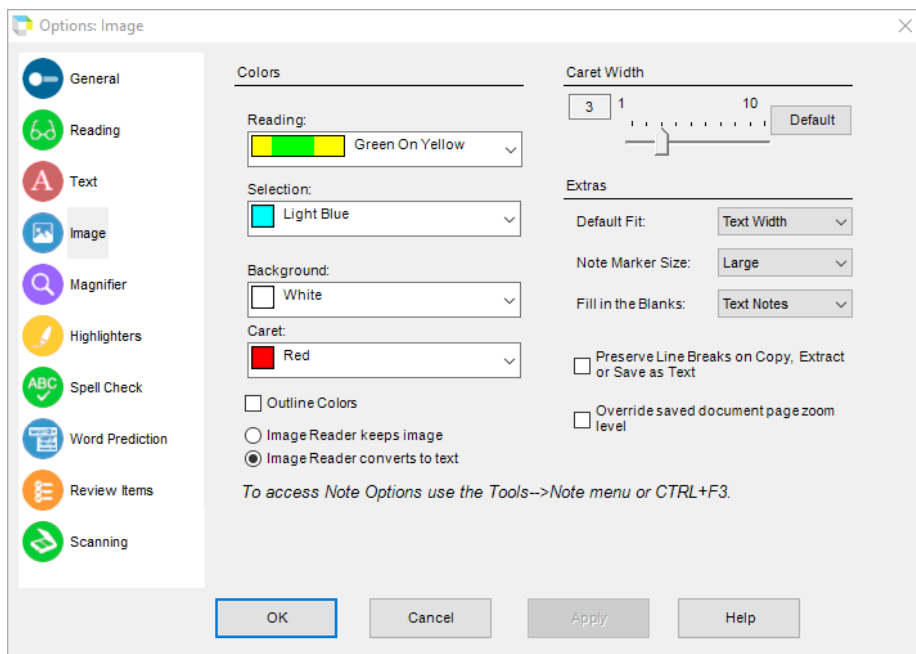 Options: Image
General
Reading
Text
Image
Magnifier
Highlighters
Spell Check
Word Prediction
Review Items
Scanning
Colors
Reading:
Green On Yellow
Selection:
Light Blue
Background:
White
Caret:
Red
Outline Colors
Image Reader keeps image
Image Reader converts to text
To access Note Options use the Tools-->Note menu or CTRL+F3.
Caret Width
3 1 10 Default
Extras
Default Fit: Text Width
Note Marker Size: Large
Fill in the Blanks: Text Notes
Preserve Line Breaks on Copy, Extract
or Save as Text
Override saved document page zoom
level
OK Cancel Apply Help
A
ABC